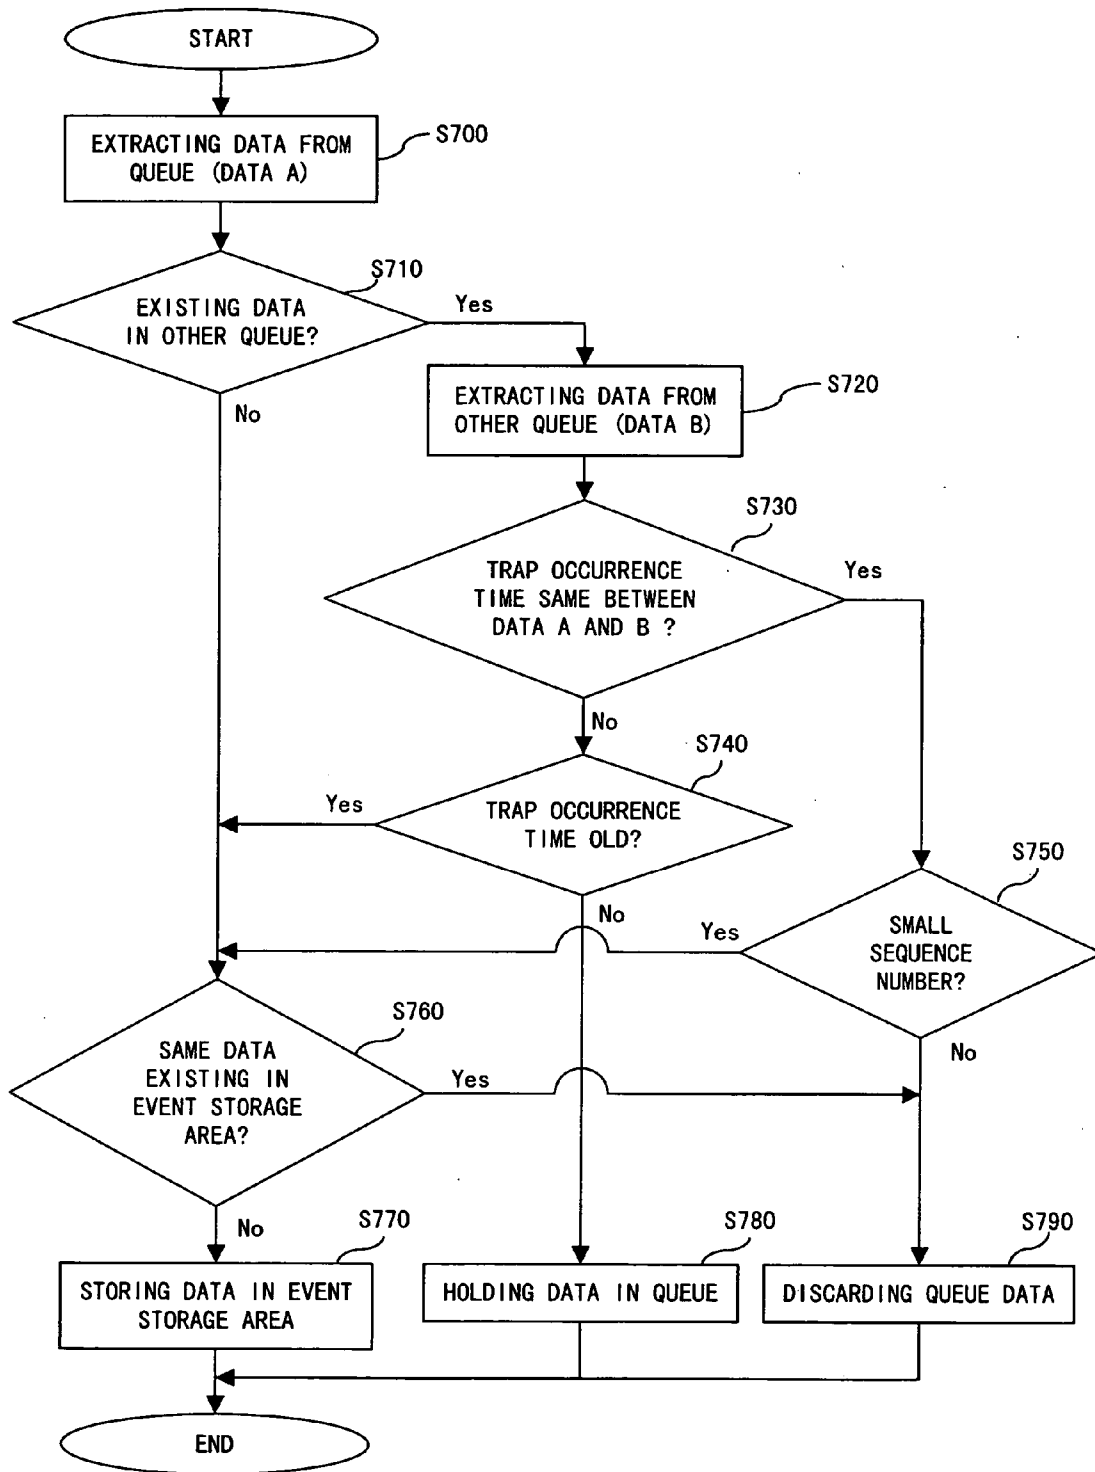 START
EXTRACTING DATA FROM
QUEUE (DATA A)
S700
EXISTING DATA
IN OTHER QUEUE?
S710
Yes
No
EXTRACTING DATA FROM
OTHER QUEUE (DATA B)
S720
TRAP OCCURRENCE
TIME SAME BETWEEN
DATA A AND B ?
S730
Yes
No
TRAP OCCURRENCE
TIME OLD?
S740
Yes
No
SMALL
SEQUENCE
NUMBER?
S750
Yes
No
SAME DATA
EXISTING IN
EVENT STORAGE
AREA?
S760
Yes
No
STORING DATA IN EVENT
STORAGE AREA
S770
HOLDING DATA IN QUEUE
S780
DISCARDING QUEUE DATA
S790
END